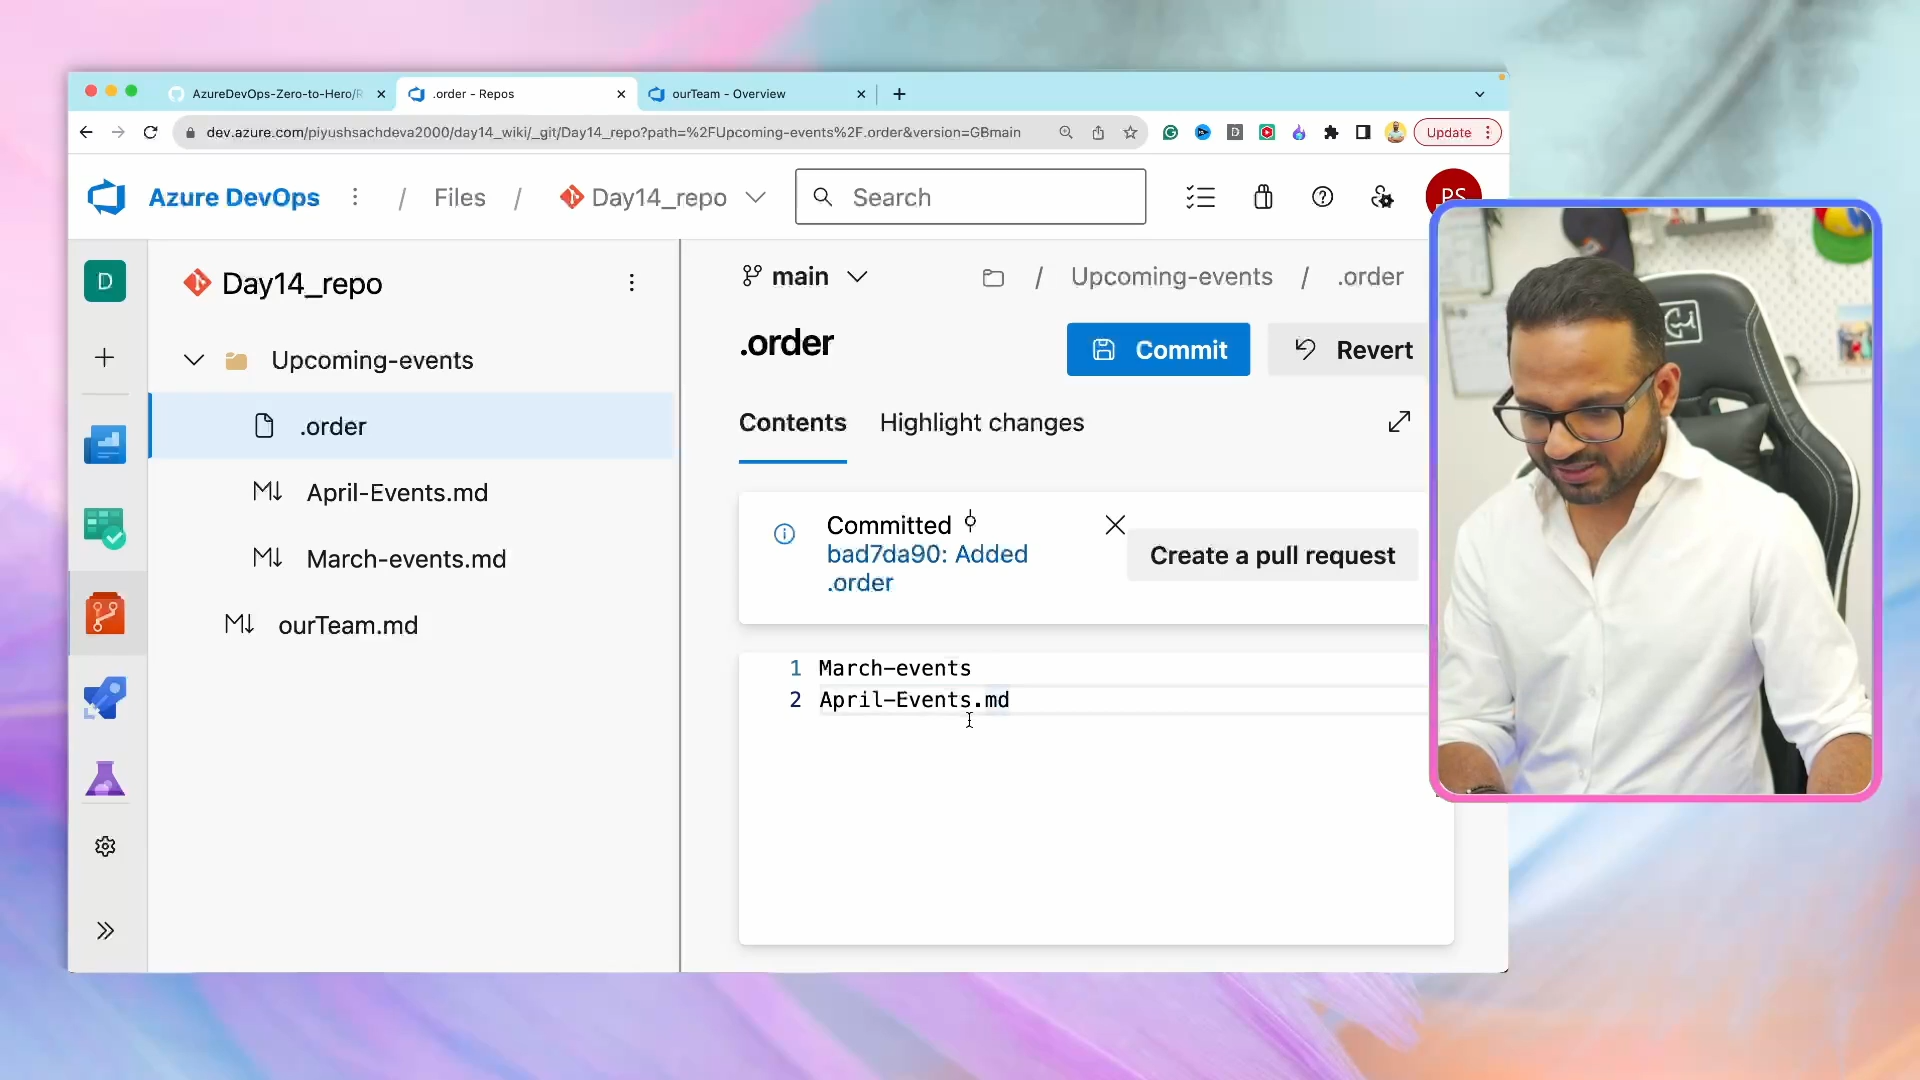 AzureDevOps-Zero-to-Hero/R
.order - Repos
ourTeam - Overview
dev.azure.com/piyushsachdeva2000/day14_wiki/_git/Day14_repo?path=%2FUpcoming-events%2F.order&version=GBmain
Update
Azure DevOps
/ Files / Day14_repo
Search
PS
D
Day14_repo
Upcoming-events
.order
April-Events.md
March-events.md
ourTeam.md
main
/ Upcoming-events / .order
.order
Commit
Revert
Contents
Highlight changes
Committed
bad7da90: Added
.order
Create a pull request
1 March-events
2 April-Events.md